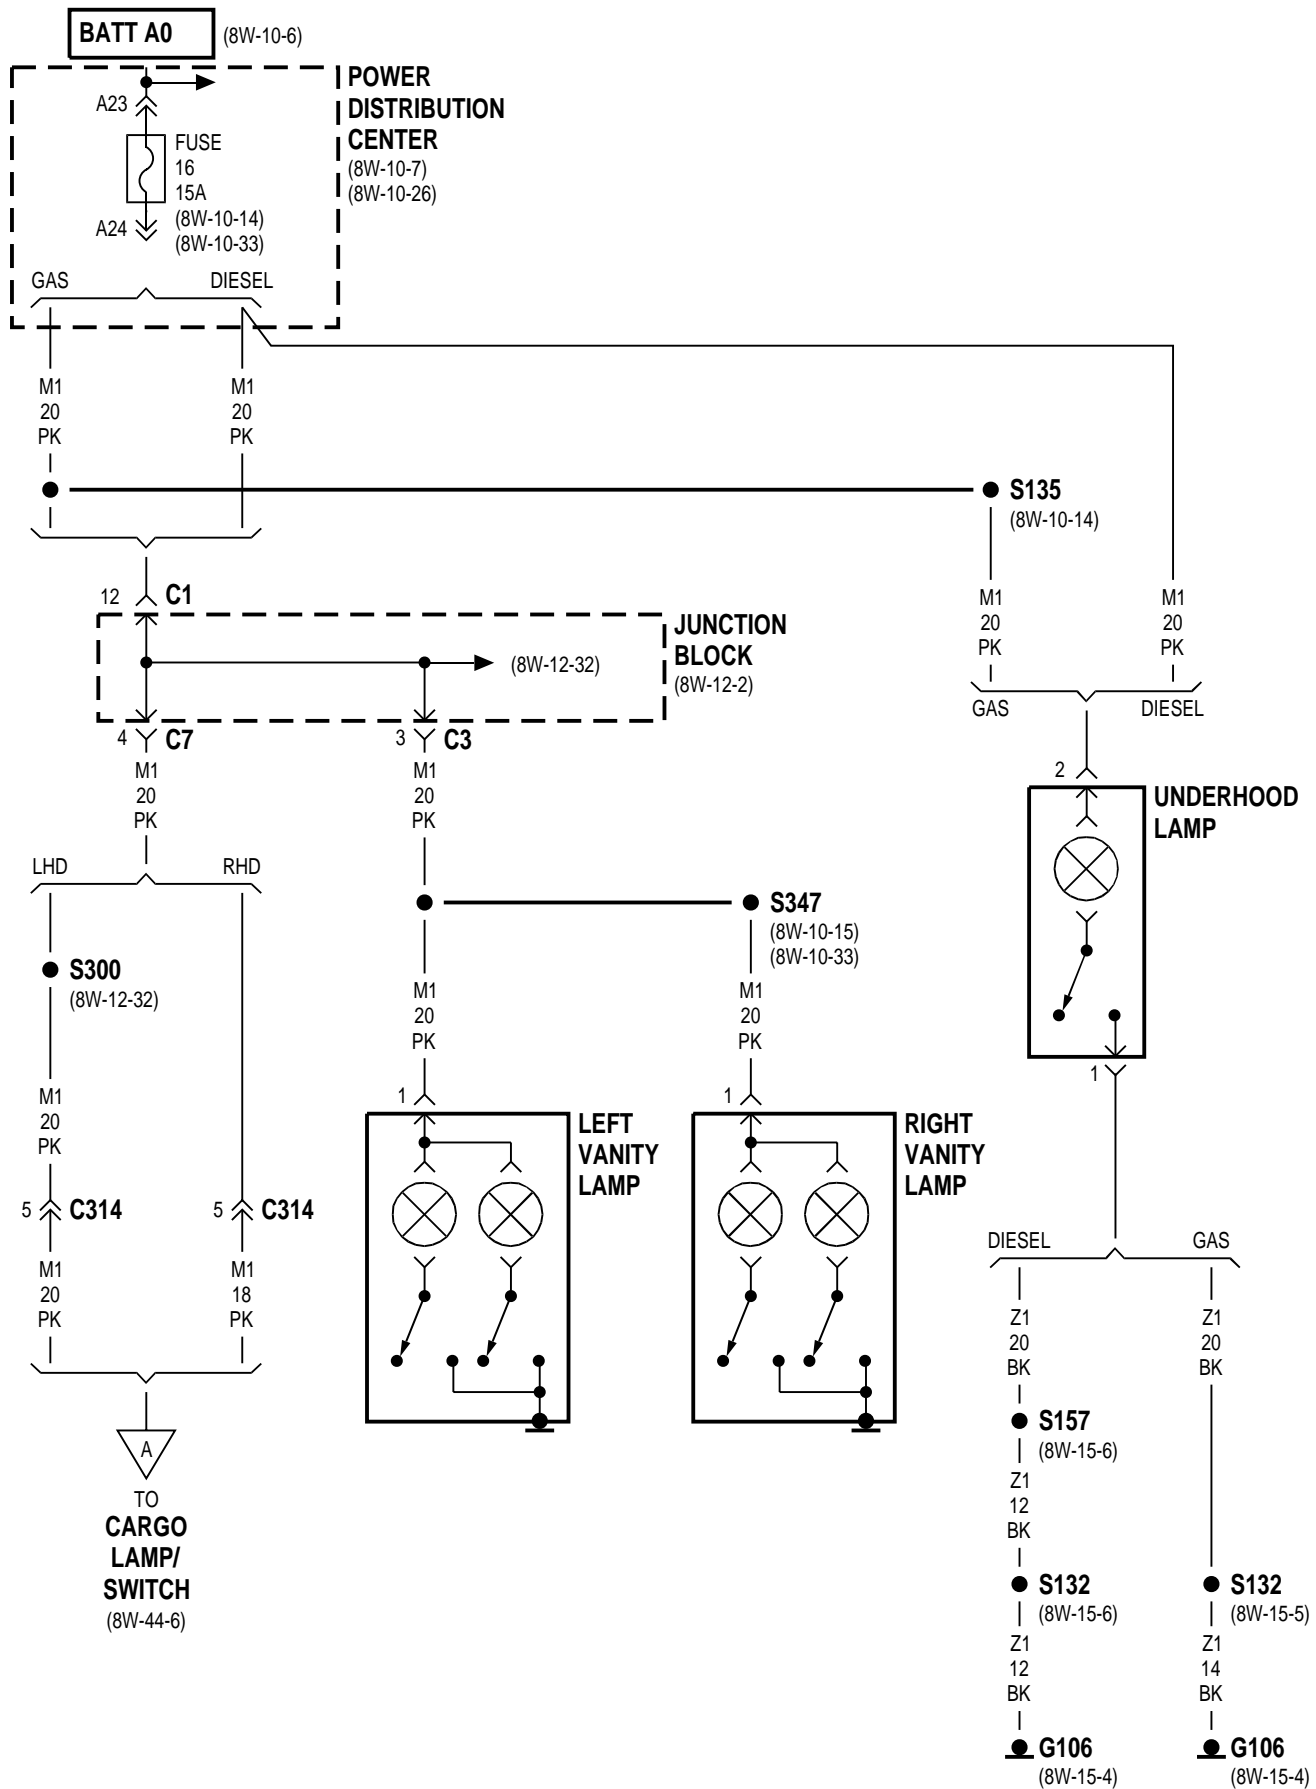 BATT A0
(8W-10-6)
POWER
DISTRIBUTION
CENTER
(8W-10-7)
(8W-10-26)
A23
FUSE
16
15A
(8W-10-14)
(8W-10-33)
A24
GAS
DIESEL
M1
20
PK
M1
20
PK
S135
(8W-10-14)
12
C1
JUNCTION
BLOCK
(8W-12-2)
(8W-12-32)
M1
20
PK
M1
20
PK
GAS
DIESEL
4
C7
3
C3
M1
20
PK
M1
20
PK
2
UNDERHOOD
LAMP
1
LHD
RHD
S347
(8W-10-15)
(8W-10-33)
S300
(8W-12-32)
M1
20
PK
M1
20
PK
M1
20
PK
1
LEFT
VANITY
LAMP
1
RIGHT
VANITY
LAMP
5
C314
5
C314
M1
20
PK
M1
18
PK
A
TO
CARGO
LAMP/
SWITCH
(8W-44-6)
DIESEL
GAS
Z1
20
BK
Z1
20
BK
S157
(8W-15-6)
Z1
12
BK
S132
(8W-15-6)
S132
(8W-15-5)
Z1
12
BK
Z1
14
BK
G106
(8W-15-4)
G106
(8W-15-4)